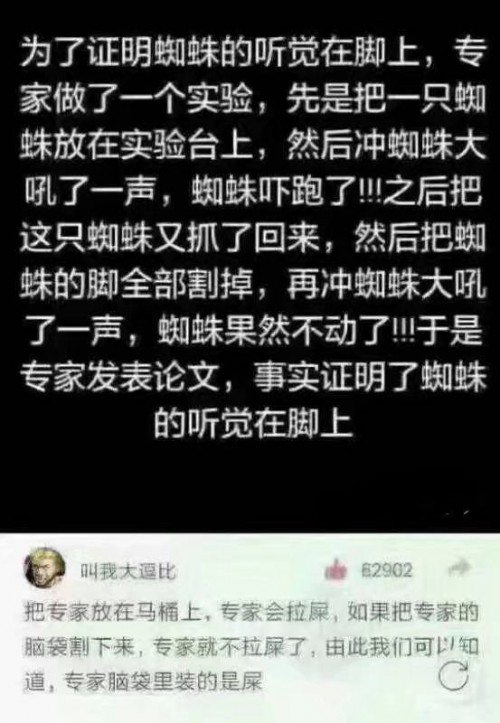 为了证明蜘蛛的听觉在脚上，专
家做了一个实验，先是把一只蜘
蛛放在实验台上，然后冲蜘蛛大
吼了一声，蜘蛛吓跑了!!!之后把
这只蜘蛛又抓了回来，然后把蜘
蛛的脚全部割掉，再冲蜘蛛大吼
了一声，蜘蛛果然不动了!!!于是
专家发表论文，事实证明了蜘蛛
的听觉在脚上
叫我大逗比 62902
把专家放在马桶上，专家会拉屎，如果把专家的
脑袋割下来，专家就不拉屎了，由此我们可以知
道，专家脑袋里装的是屎